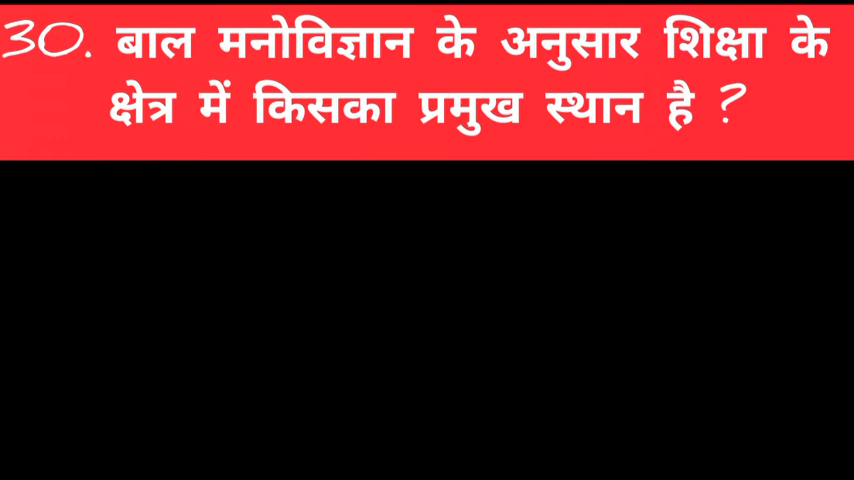 30. बाल मनोविज्ञान के अनुसार शिक्षा के
क्षेत्र में किसका प्रमुख स्थान है ?